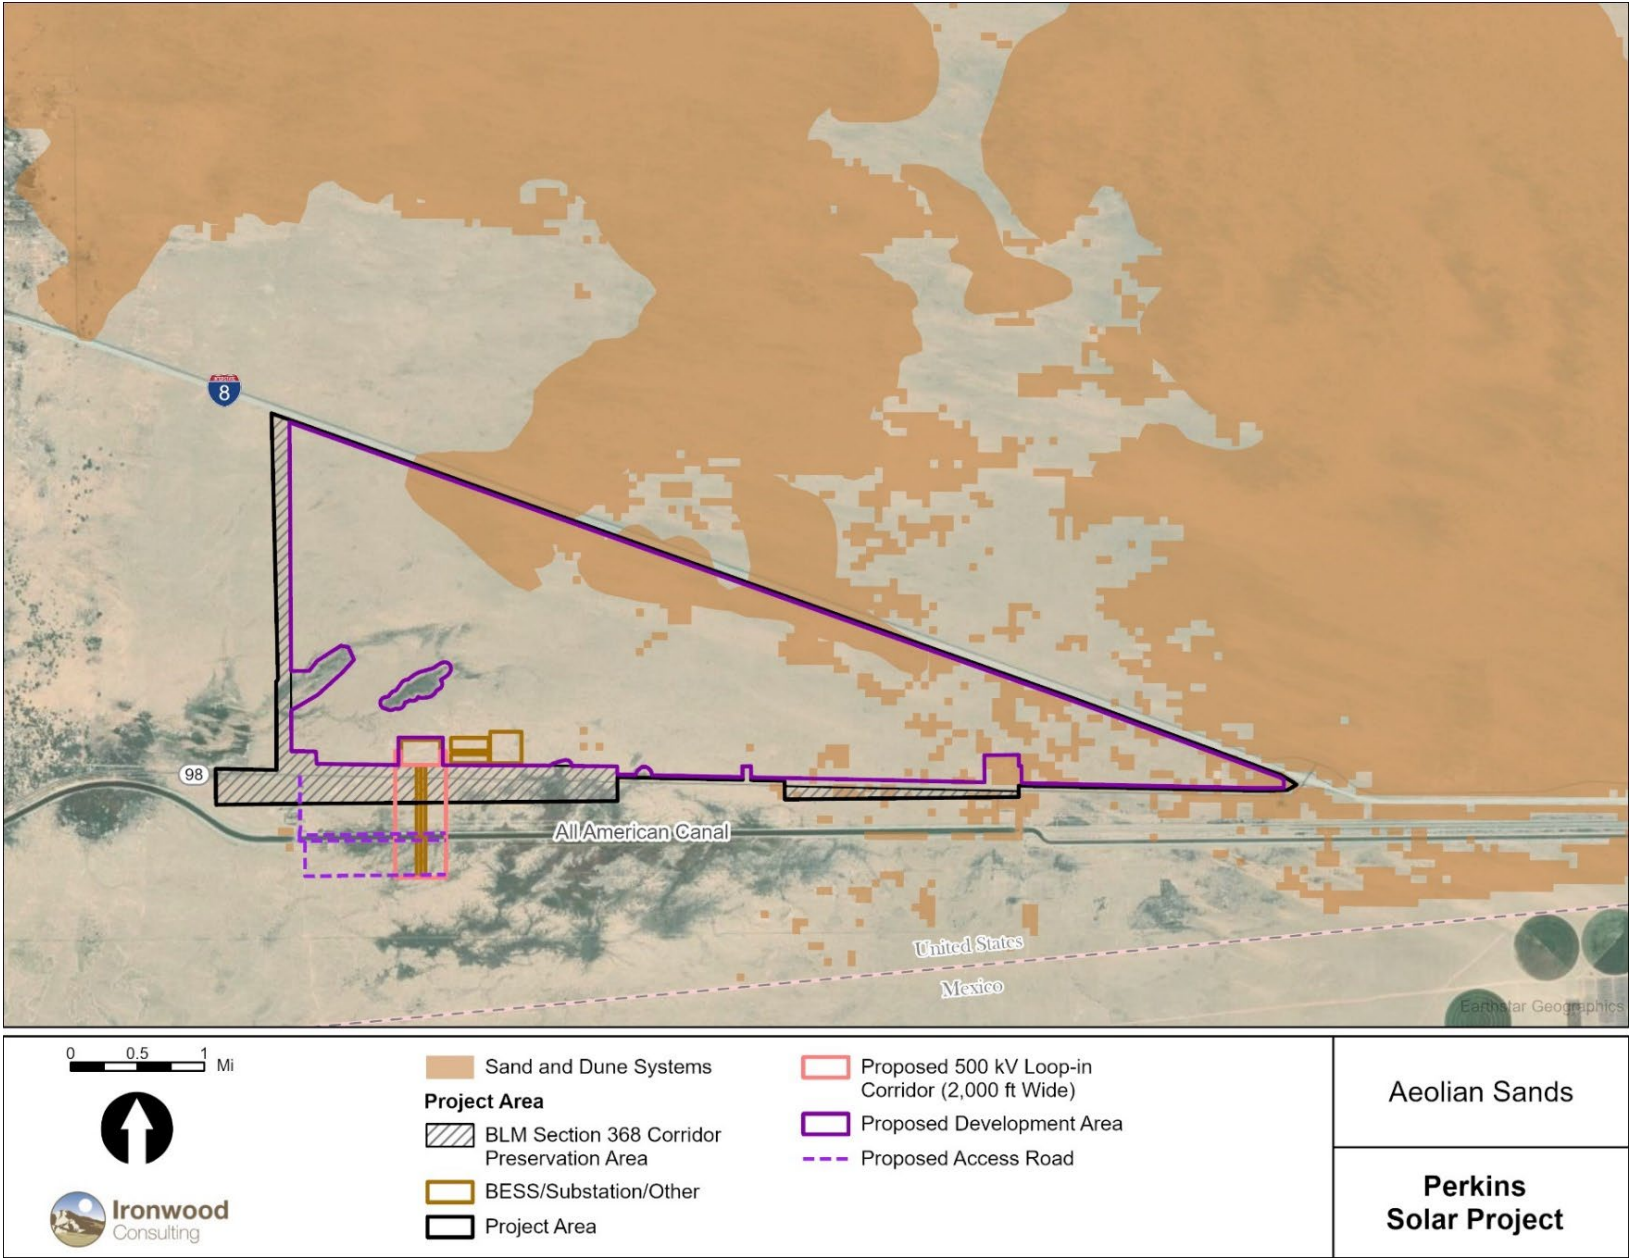 8
98
All American Canal
United States
Mexico
Earthstar Geographics
0 0.5 1 Mi
Ironwood
Consulting
Sand and Dune Systems
Project Area
BLM Section 368 Corridor
Preservation Area
BESS/Substation/Other
Project Area
Proposed 500 kV Loop-in
Corridor (2,000 ft Wide)
Proposed Development Area
Proposed Access Road
Aeolian Sands
Perkins
Solar Project